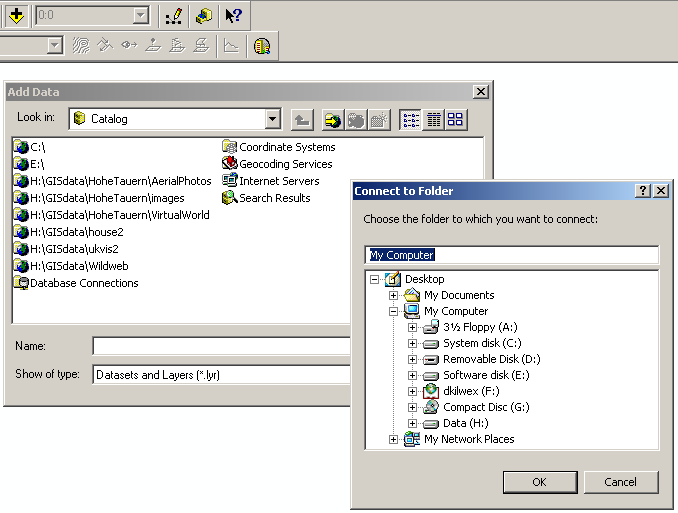 0:0
Add Data
Look in:
Catalog
C:\
E:\
H:\GISdata\HoheTauern\AerialPhotos
H:\GISdata\HoheTauern\images
H:\GISdata\HoheTauern\VirtualWorld
H:\GISdata\house2
H:\GISdata\ukvis2
H:\GISdata\Wildweb
Database Connections
Coordinate Systems
Geocoding Services
Internet Servers
Search Results
Name:
Show of type:
Datasets and Layers (*.lyr)
Connect to Folder
Choose the folder to which you want to connect:
My Computer
Desktop
My Documents
My Computer
3½ Floppy (A:)
System disk (C:)
Removable Disk (D:)
Software disk (E:)
dkilwex (F:)
Compact Disc (G:)
Data (H:)
My Network Places
OK
Cancel